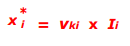 x i * = vki x Ii